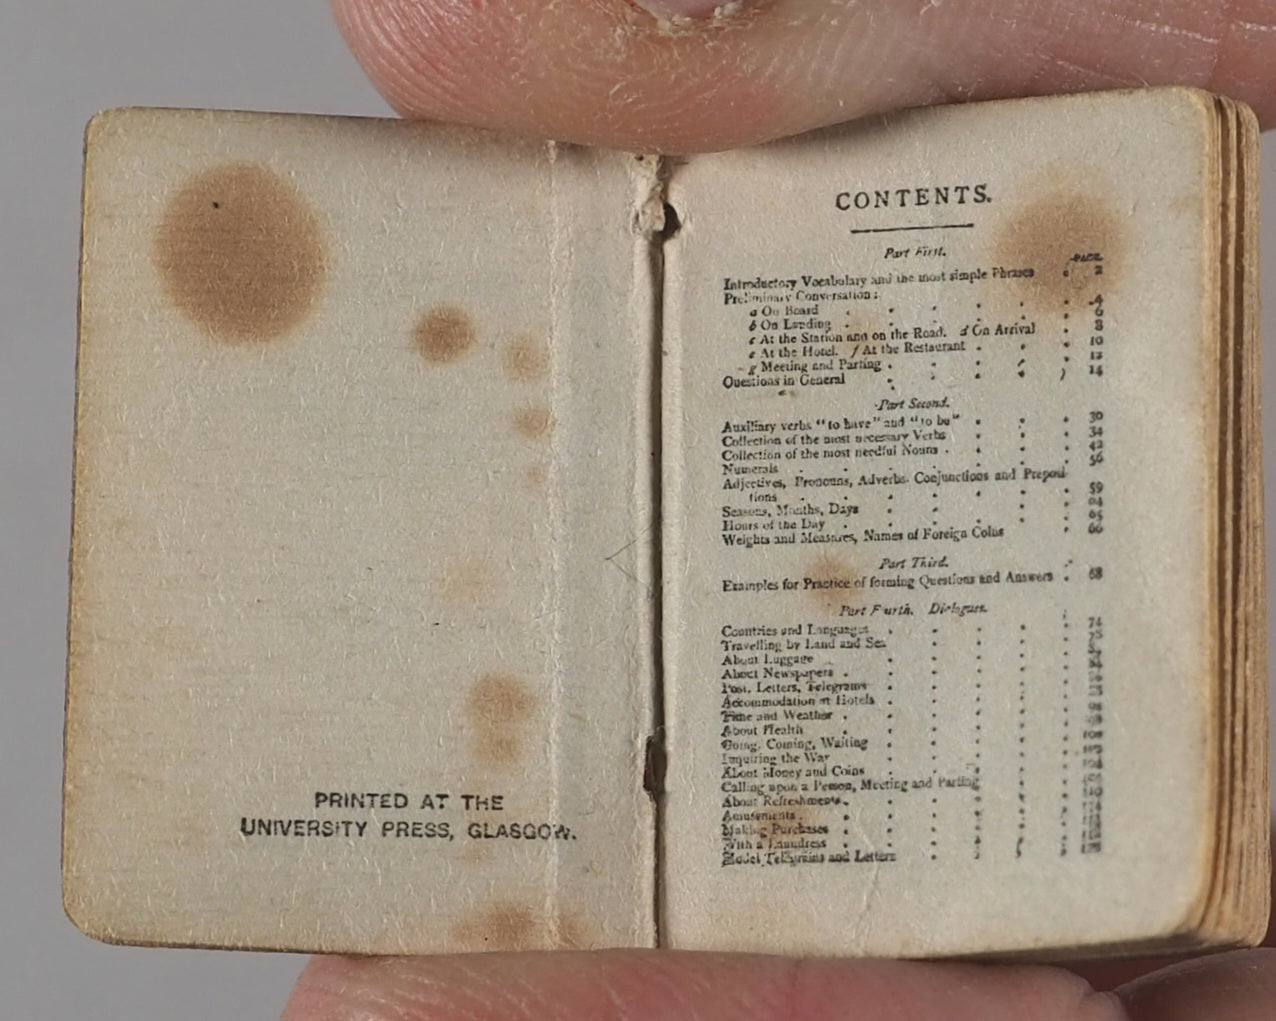 PRINTED AT THE
UNIVERSITY PRESS, GLASGOW.
CONTENTS.
Part First.
PAGE.
Introductory Vocabulary and the most simple Phrases . 2
Preliminary Conversation: . . . . 4
a On Board . . . . . . 6
b On Landing . . . . . . 8
c At the Station and on the Road. d On Arrival . 10
e At the Hotel. f At the Restaurant . . . 12
g Meeting and Parting . . . . . 14
Questions in General
Part Second.
Auxiliary verbs "to have" and "to be" . . . 30
Collection of the most necessary Verbs . . . 34
Collection of the most needful Nouns . . . . 42
Numerals . . . . . . . 56
Adjectives, Pronouns, Adverbs. Conjunctions and Preposi
tions . . . . . . . 59
Seasons, Months, Days . . . . . 64
Hours of the Day . . . . . . 65
Weights and Measures, Names of Foreign Coins . 66
Part Third.
Examples for Practice of forming Questions and Answers . 68
Part Furth. Dialogues.
Countries and Languages . . . . . 74
Travelling by Land and Sea
About Luggage
About Newspapers
Post, Letters, Telegrams
Accommodation at Hotels
Time and Weather
About Health
Going, Coming, Waiting
Inquiring the Way
About Money and Coins
Calling upon a Person, Meeting and Parting
About Refreshments
Amusements
Making Purchases
With a Laundress
Model Telegrams and Letters